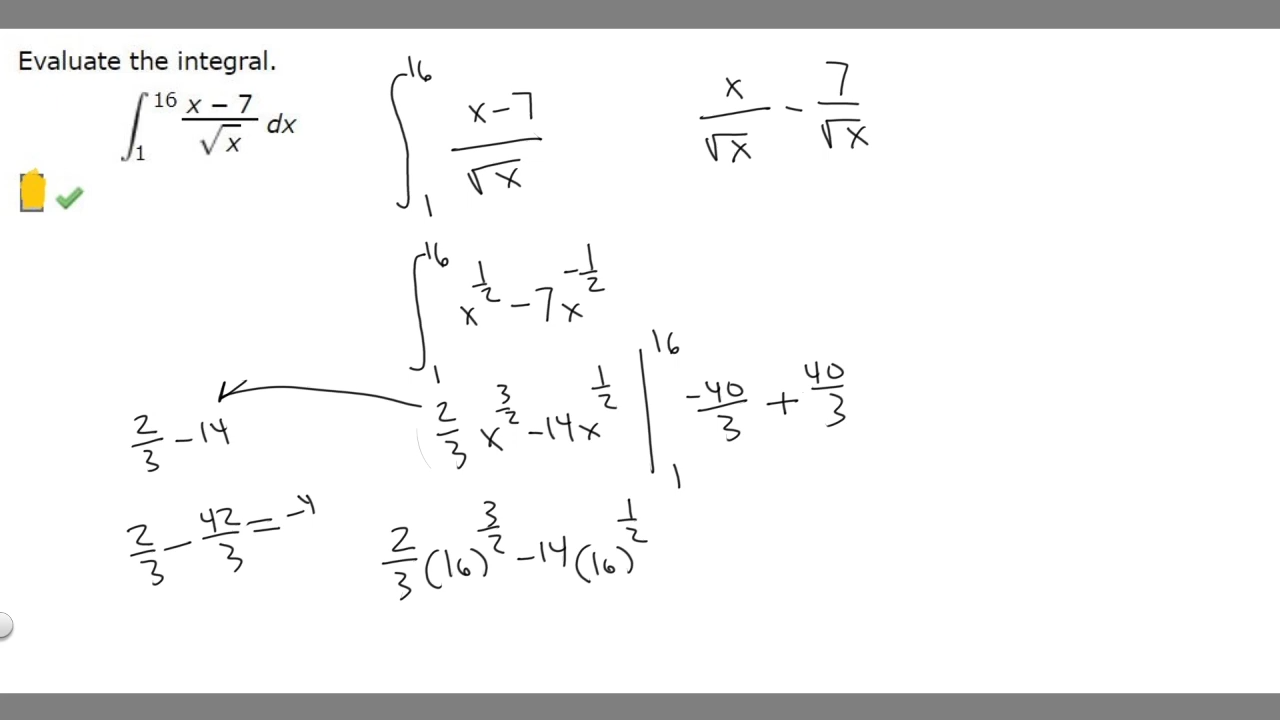 Evaluate the integral.
∫₁¹⁶ (x − 7)/√x dx
∫₁¹⁶ (x−7)/√x
x/√x − 7/√x
∫₁¹⁶ x^(1/2) − 7x^(−1/2)
2/3 x^(3/2) − 14x^(1/2) |₁¹⁶ −40/3 + 40/3
2/3 − 14
2/3 − 42/3 = −4
2/3 (16)^(3/2) − 14(16)^(1/2)